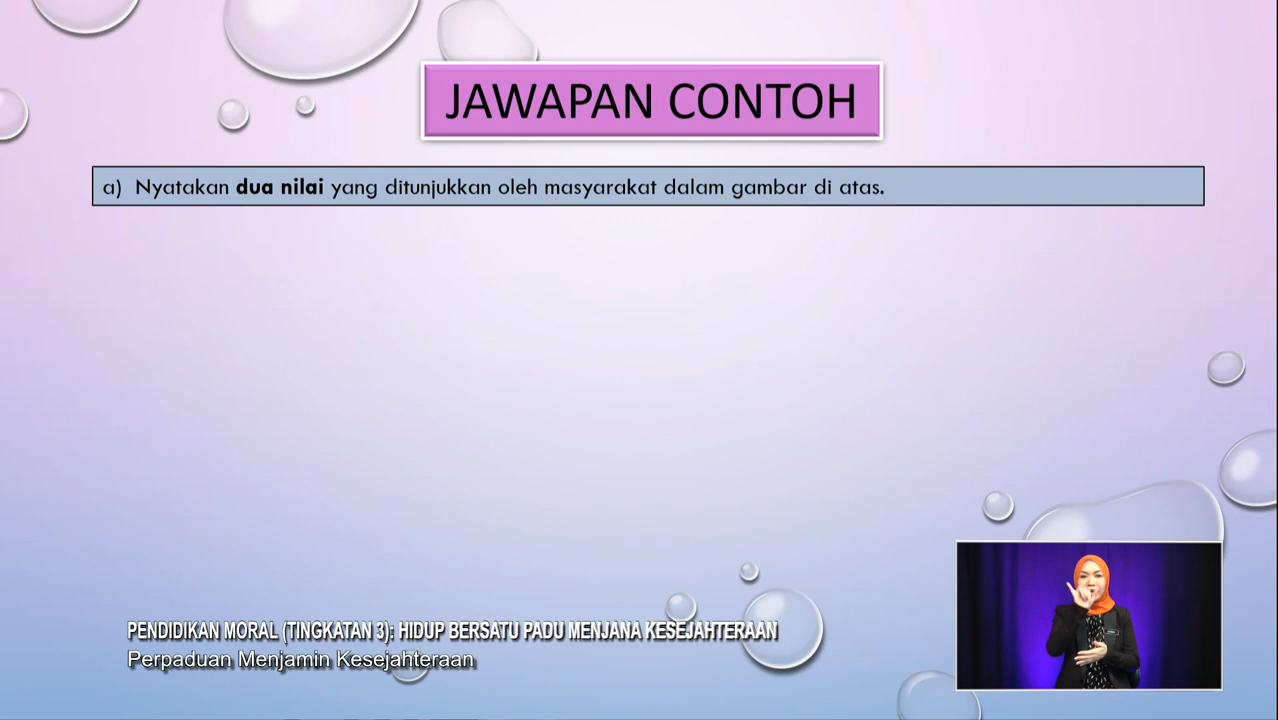 JAWAPAN CONTOH
a) Nyatakan dua nilai yang ditunjukkan oleh masyarakat dalam gambar di atas.
PENDIDIKAN MORAL (TINGKATAN 3): HIDUP BERSATU PADU MENJANA KESEJAHTERAAN
Perpaduan Menjamin Kesejahteraan